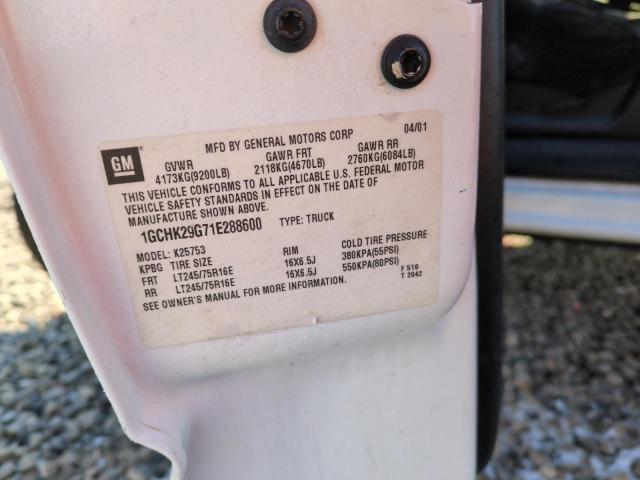 GM
MFD BY GENERAL MOTORS CORP 04/01
GVWR GAWR FRT GAWR RR
4173KG(9200LB) 2118KG(4670LB) 2760KG(6084LB)
THIS VEHICLE CONFORMS TO ALL APPLICABLE U.S. FEDERAL MOTOR
VEHICLE SAFETY STANDARDS IN EFFECT ON THE DATE OF
MANUFACTURE SHOWN ABOVE.
1GCHK29G71E288600 TYPE: TRUCK
MODEL: K25753
KPBG TIRE SIZE RIM COLD TIRE PRESSURE
FRT LT245/75R16E 16X6.5J 380KPA(55PSI)
RR LT245/75R16E 16X6.5J 550KPA(80PSI)
SEE OWNER'S MANUAL FOR MORE INFORMATION.
F 510
T 2042